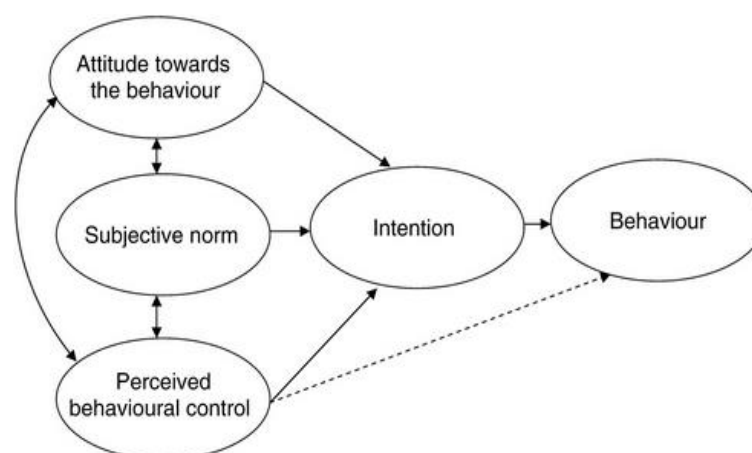 Attitude towards
the behaviour
Subjective norm
Intention
Behaviour
Perceived
behavioural control